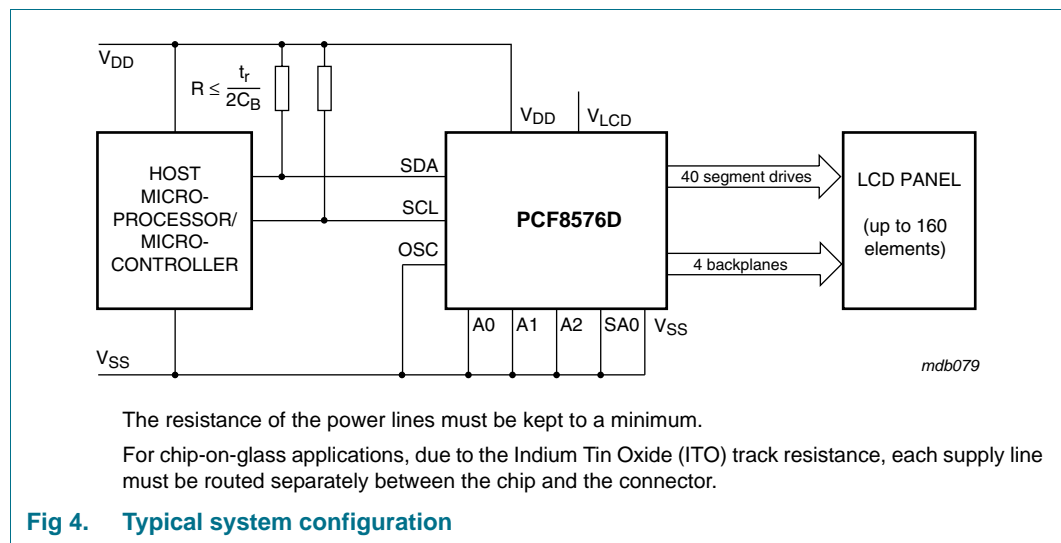 VDD
R ≤ tr
2CB
VDD
VLCD
HOST
MICRO-
PROCESSOR/
MICRO-
CONTROLLER
SDA
SCL
OSC
PCF8576D
40 segment drives
4 backplanes
LCD PANEL
(up to 160
elements)
A0 A1 A2 SA0 VSS
VSS
mdb079
The resistance of the power lines must be kept to a minimum.
For chip-on-glass applications, due to the Indium Tin Oxide (ITO) track resistance, each supply line
must be routed separately between the chip and the connector.
Fig 4. Typical system configuration